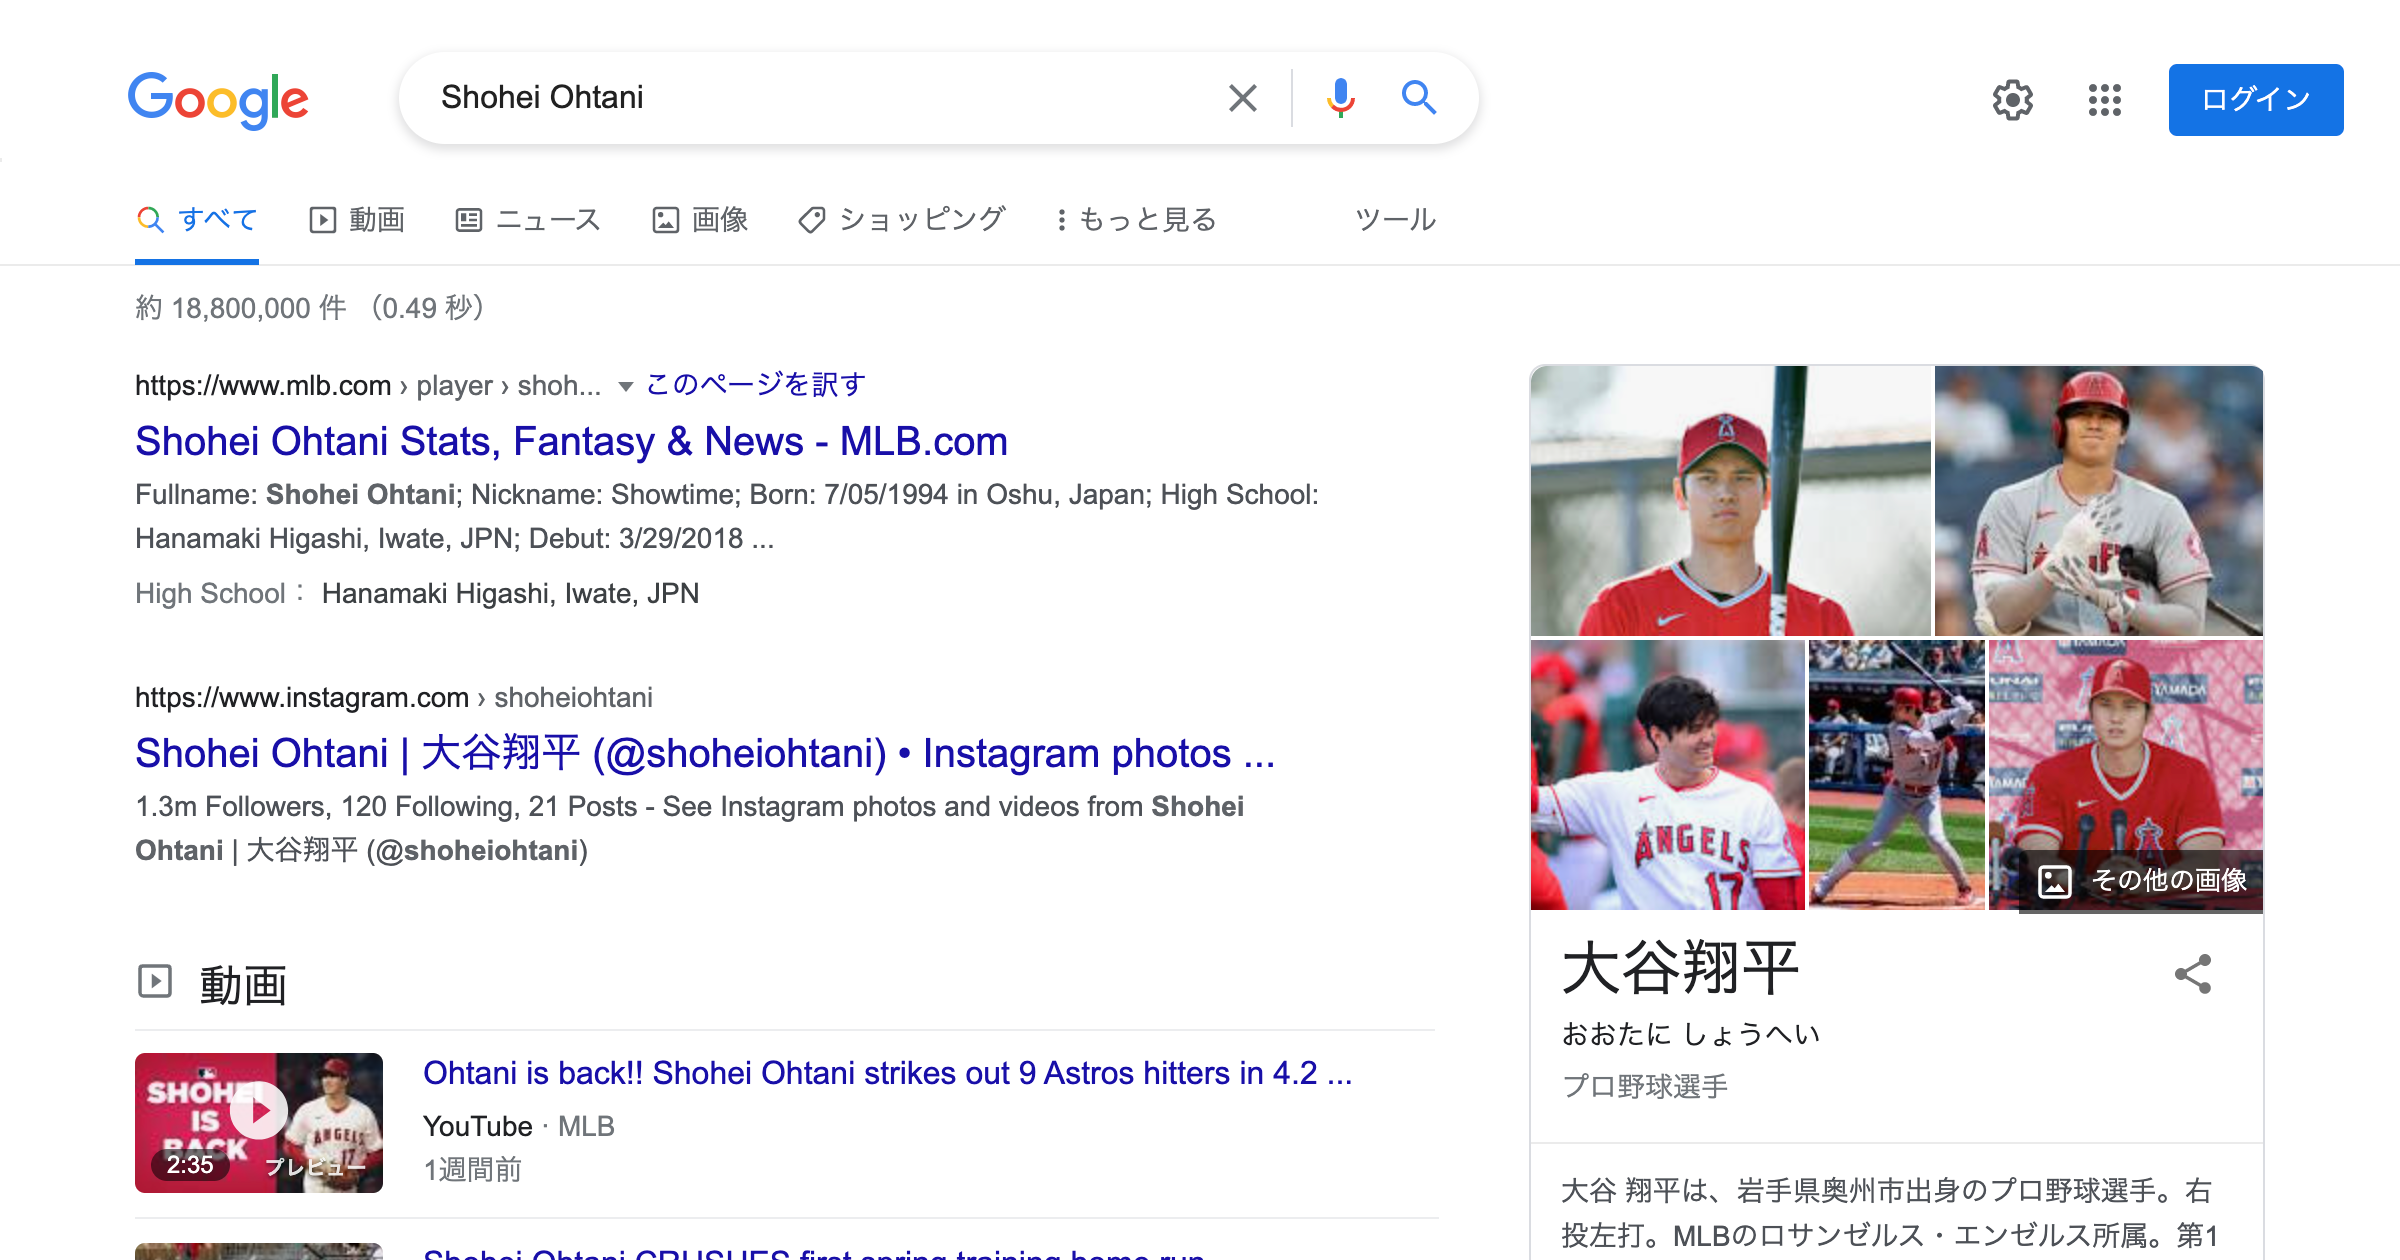 Google
Shohei Ohtani
ログイン
すべて 動画 ニュース 画像 ショッピング もっと見る ツール
約 18,800,000 件 （0.49 秒）
https://www.mlb.com › player › shoh... このページを訳す
Shohei Ohtani Stats, Fantasy & News - MLB.com
Fullname: Shohei Ohtani; Nickname: Showtime; Born: 7/05/1994 in Oshu, Japan; High School:
Hanamaki Higashi, Iwate, JPN; Debut: 3/29/2018 ...
High School： Hanamaki Higashi, Iwate, JPN
https://www.instagram.com › shoheiohtani
Shohei Ohtani | 大谷翔平 (@shoheiohtani) • Instagram photos ...
1.3m Followers, 120 Following, 21 Posts - See Instagram photos and videos from Shohei
Ohtani | 大谷翔平 (@shoheiohtani)
動画
SHOHEI
IS
BACK
ANGELS
2:35 プレビュー
Ohtani is back!! Shohei Ohtani strikes out 9 Astros hitters in 4.2 ...
YouTube · MLB
1週間前
Shohei Ohtani CRUSHES first spring training home run
ANGELS
17
YAMADA
その他の画像
大谷翔平
おおたに しょうへい
プロ野球選手
大谷 翔平は、岩手県奥州市出身のプロ野球選手。右
投左打。MLBのロサンゼルス・エンゼルス所属。第1